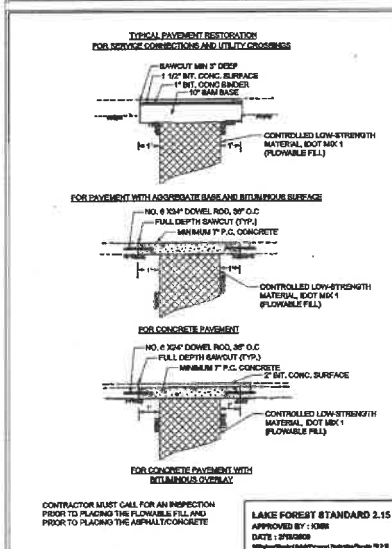 TYPICAL PAVEMENT RESTORATION
FOR SERVICE CONNECTIONS AND UTILITY CROSSINGS
SAWCUT MIN 3" DEEP
1 1/2" BIT. CONC. SURFACE
1" BIT. CONC BINDER
10" BAM BASE
1'
1'
CONTROLLED LOW-STRENGTH
MATERIAL, IDOT MIX 1
(FLOWABLE FILL)
FOR PAVEMENT WITH AGGREGATE BASE AND BITUMINOUS SURFACE
NO. 6 X24" DOWEL ROD, 36" O.C
FULL DEPTH SAWCUT (TYP.)
MINIMUM 7" P.C. CONCRETE
1'
1'
CONTROLLED LOW-STRENGTH
MATERIAL, IDOT MIX 1
(FLOWABLE FILL)
FOR CONCRETE PAVEMENT
NO. 6 X24" DOWEL ROD, 36" O.C
FULL DEPTH SAWCUT (TYP.)
MINIMUM 7" P.C. CONCRETE
2" BIT. CONC. SURFACE
1'
1'
CONTROLLED LOW-STRENGTH
MATERIAL, IDOT MIX 1
(FLOWABLE FILL)
FOR CONCRETE PAVEMENT WITH
BITUMINOUS OVERLAY
CONTRACTOR MUST CALL FOR AN INSPECTION
PRIOR TO PLACING THE FLOWABLE FILL AND
PRIOR TO PLACING THE ASPHALT/CONCRETE
LAKE FOREST STANDARD 2.15
APPROVED BY :
DATE :